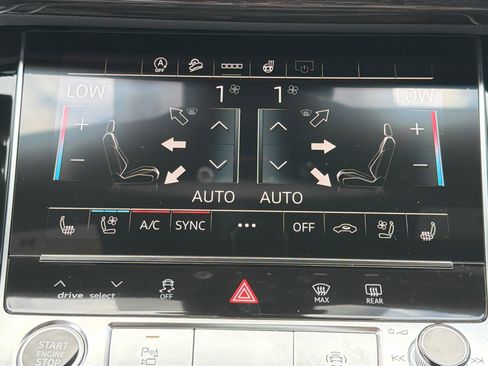 A
OFF
LOW 1 1 LOW
+ +
− −
AUTO AUTO
A/C SYNC ••• OFF
drive select OFF MAX REAR
START
ENGINE
STOP
P